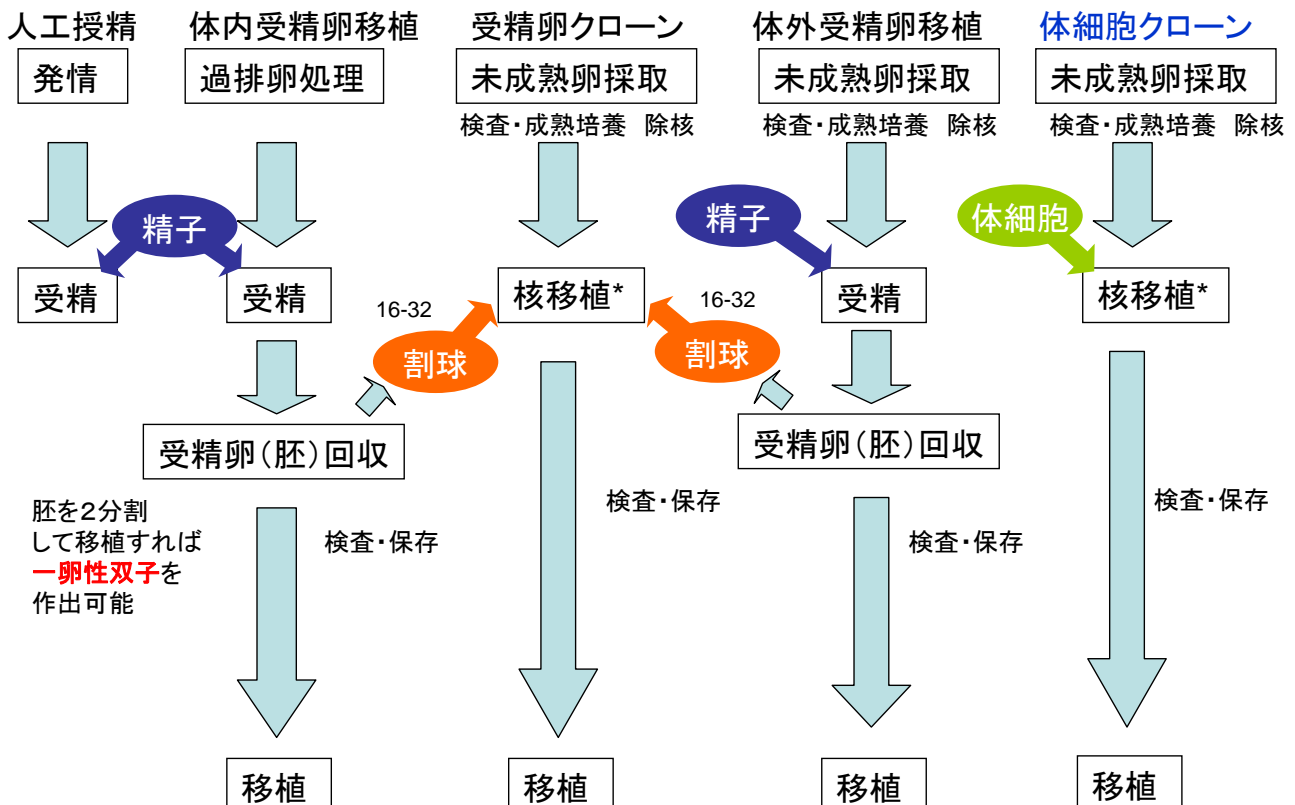 人工授精
体内受精卵移植
受精卵クローン
体外受精卵移植
体細胞クローン
発情
過排卵処理
未成熟卵採取
未成熟卵採取
未成熟卵採取
検査・成熟培養 除核
検査・成熟培養 除核
検査・成熟培養 除核
精子
精子
体細胞
受精
受精
核移植*
受精
核移植*
16-32
16-32
割球
割球
受精卵(胚)回収
受精卵(胚)回収
胚を2分割
して移植すれば
一卵性双子を
作出可能
検査・保存
検査・保存
検査・保存
検査・保存
移植
移植
移植
移植